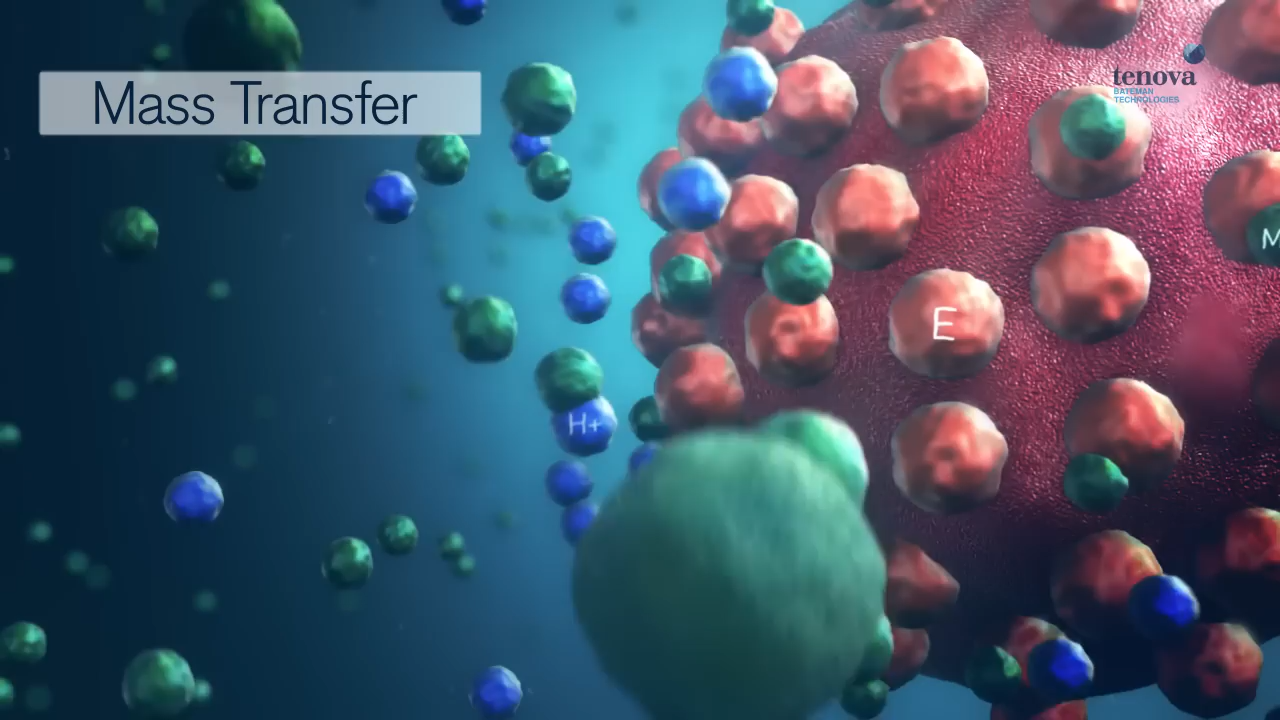 Mass Transfer
tenova
BATEMAN
TECHNOLOGIES
M
E
H+